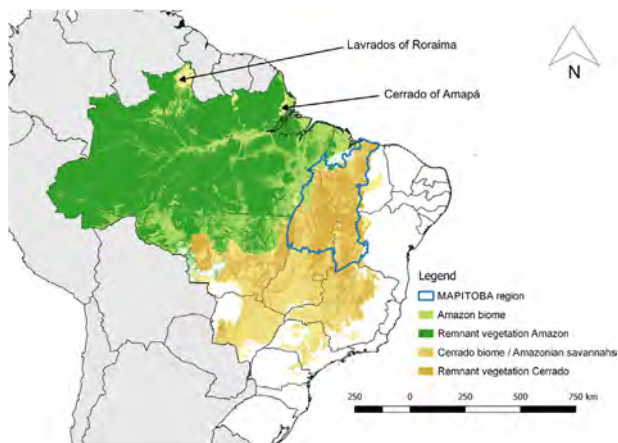 Lavrados of Roraima
Cerrado of Amapá
N
Legend
MAPITOBA region
Amazon biome
Remnant vegetation Amazon
Cerrado biome / Amazonian savannahs
Remnant vegetation Cerrado
250 0 250 500 750 km